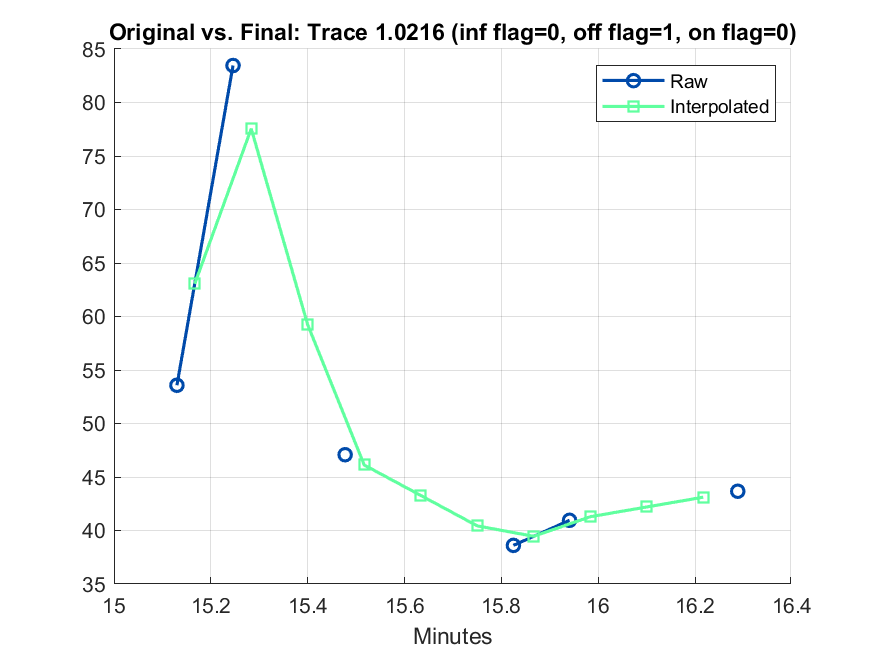 Original vs. Final: Trace 1.0216 (inf flag=0, off flag=1, on flag=0)
85
80
75
70
65
60
55
50
45
40
35
Raw
Interpolated
15 15.2 15.4 15.6 15.8 16 16.2 16.4
Minutes